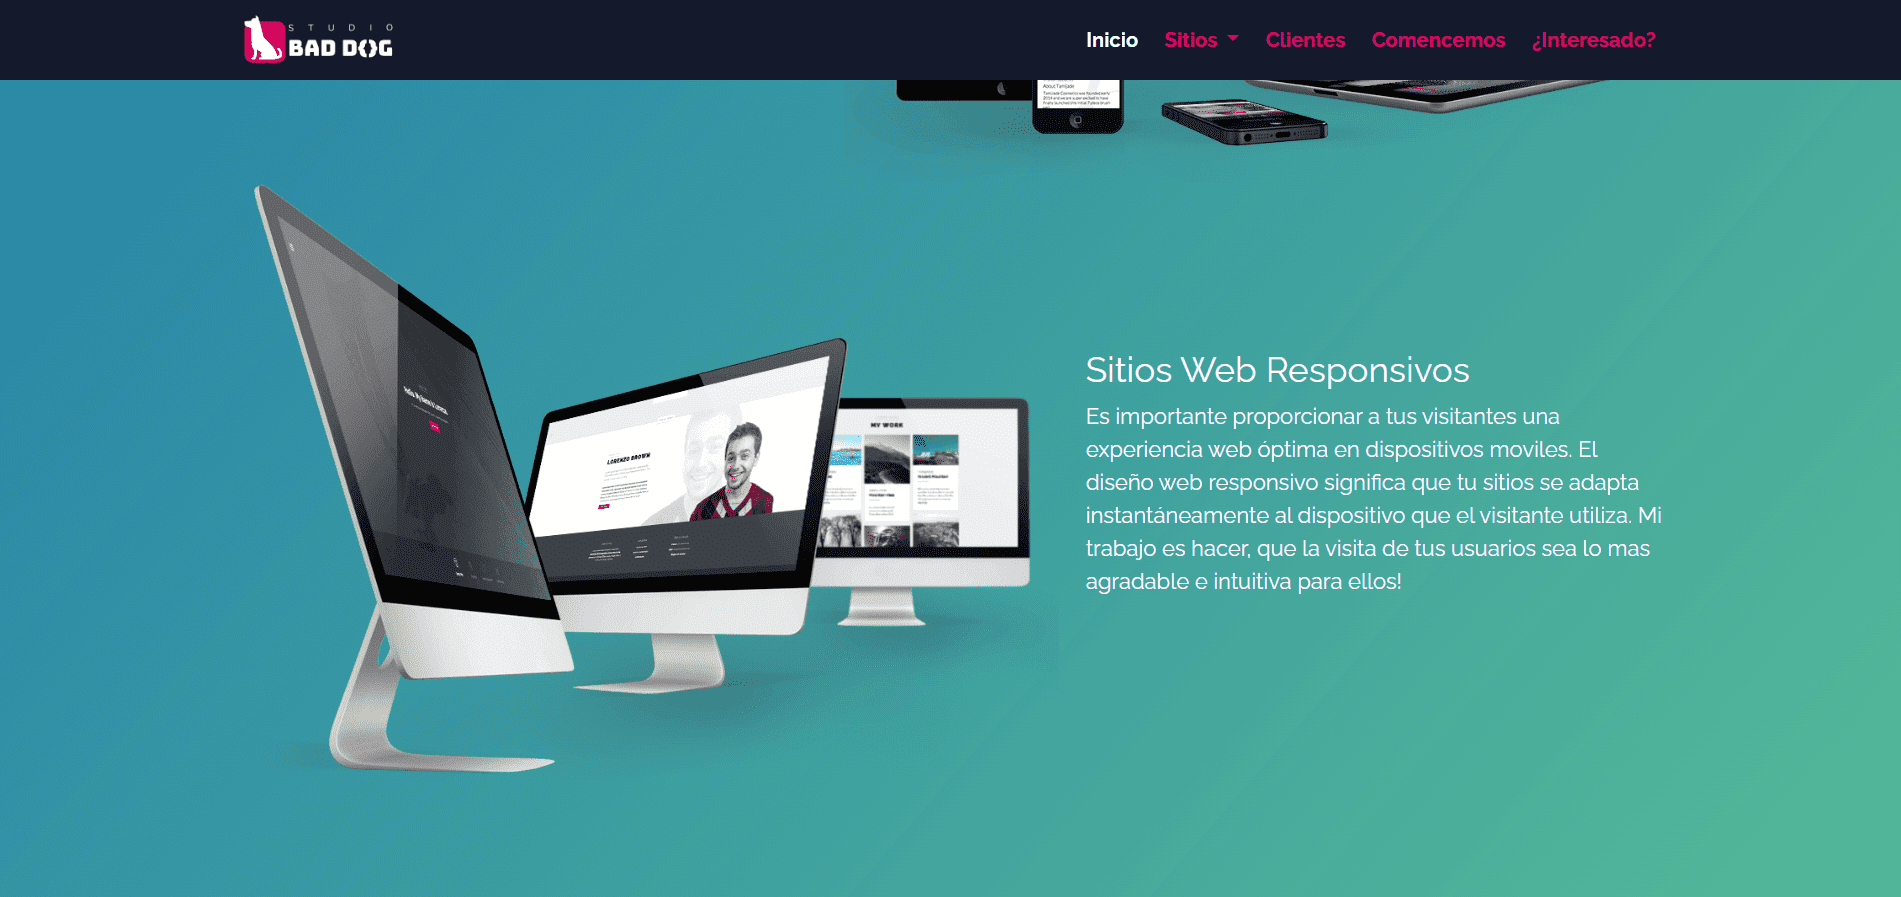 STUDIO
BAD DOG
Inicio Sitios Clientes Comencemos ¿Interesado?
About Tamjade
Sitios Web Responsivos
Es importante proporcionar a tus visitantes una
experiencia web óptima en dispositivos moviles. El
diseño web responsivo significa que tu sitios se adapta
instantáneamente al dispositivo que el visitante utiliza. Mi
trabajo es hacer, que la visita de tus usuarios sea lo mas
agradable e intuitiva para ellos!
LORENZO BROWN
MY WORK